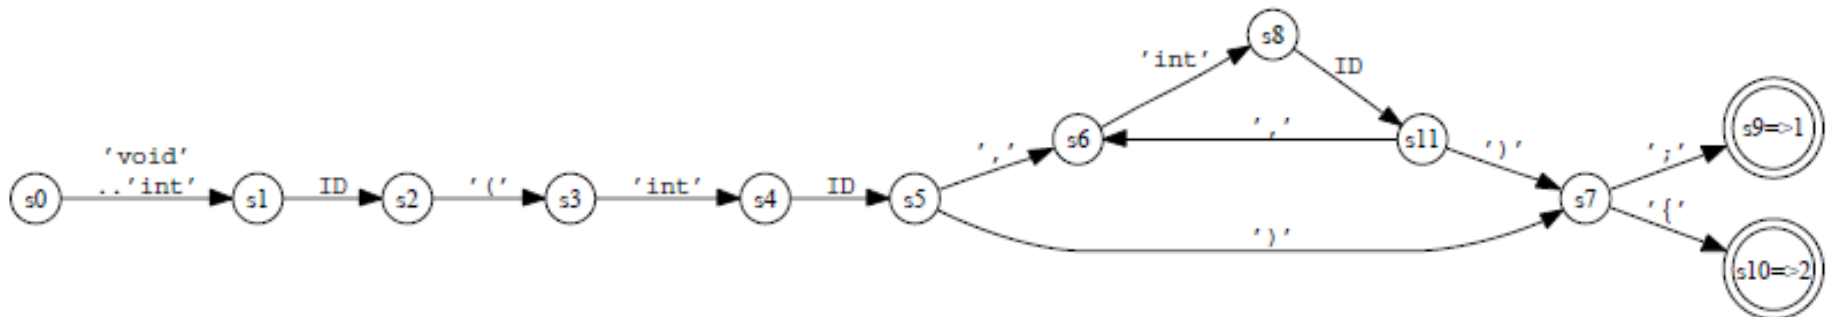 s8
'int'
ID
s6
','
s11
')'
';'
s9=>1
','
'void'
..'int'
ID
'('
'int'
ID
s0
s1
s2
s3
s4
s5
s7
'{'
')'
s10=>2